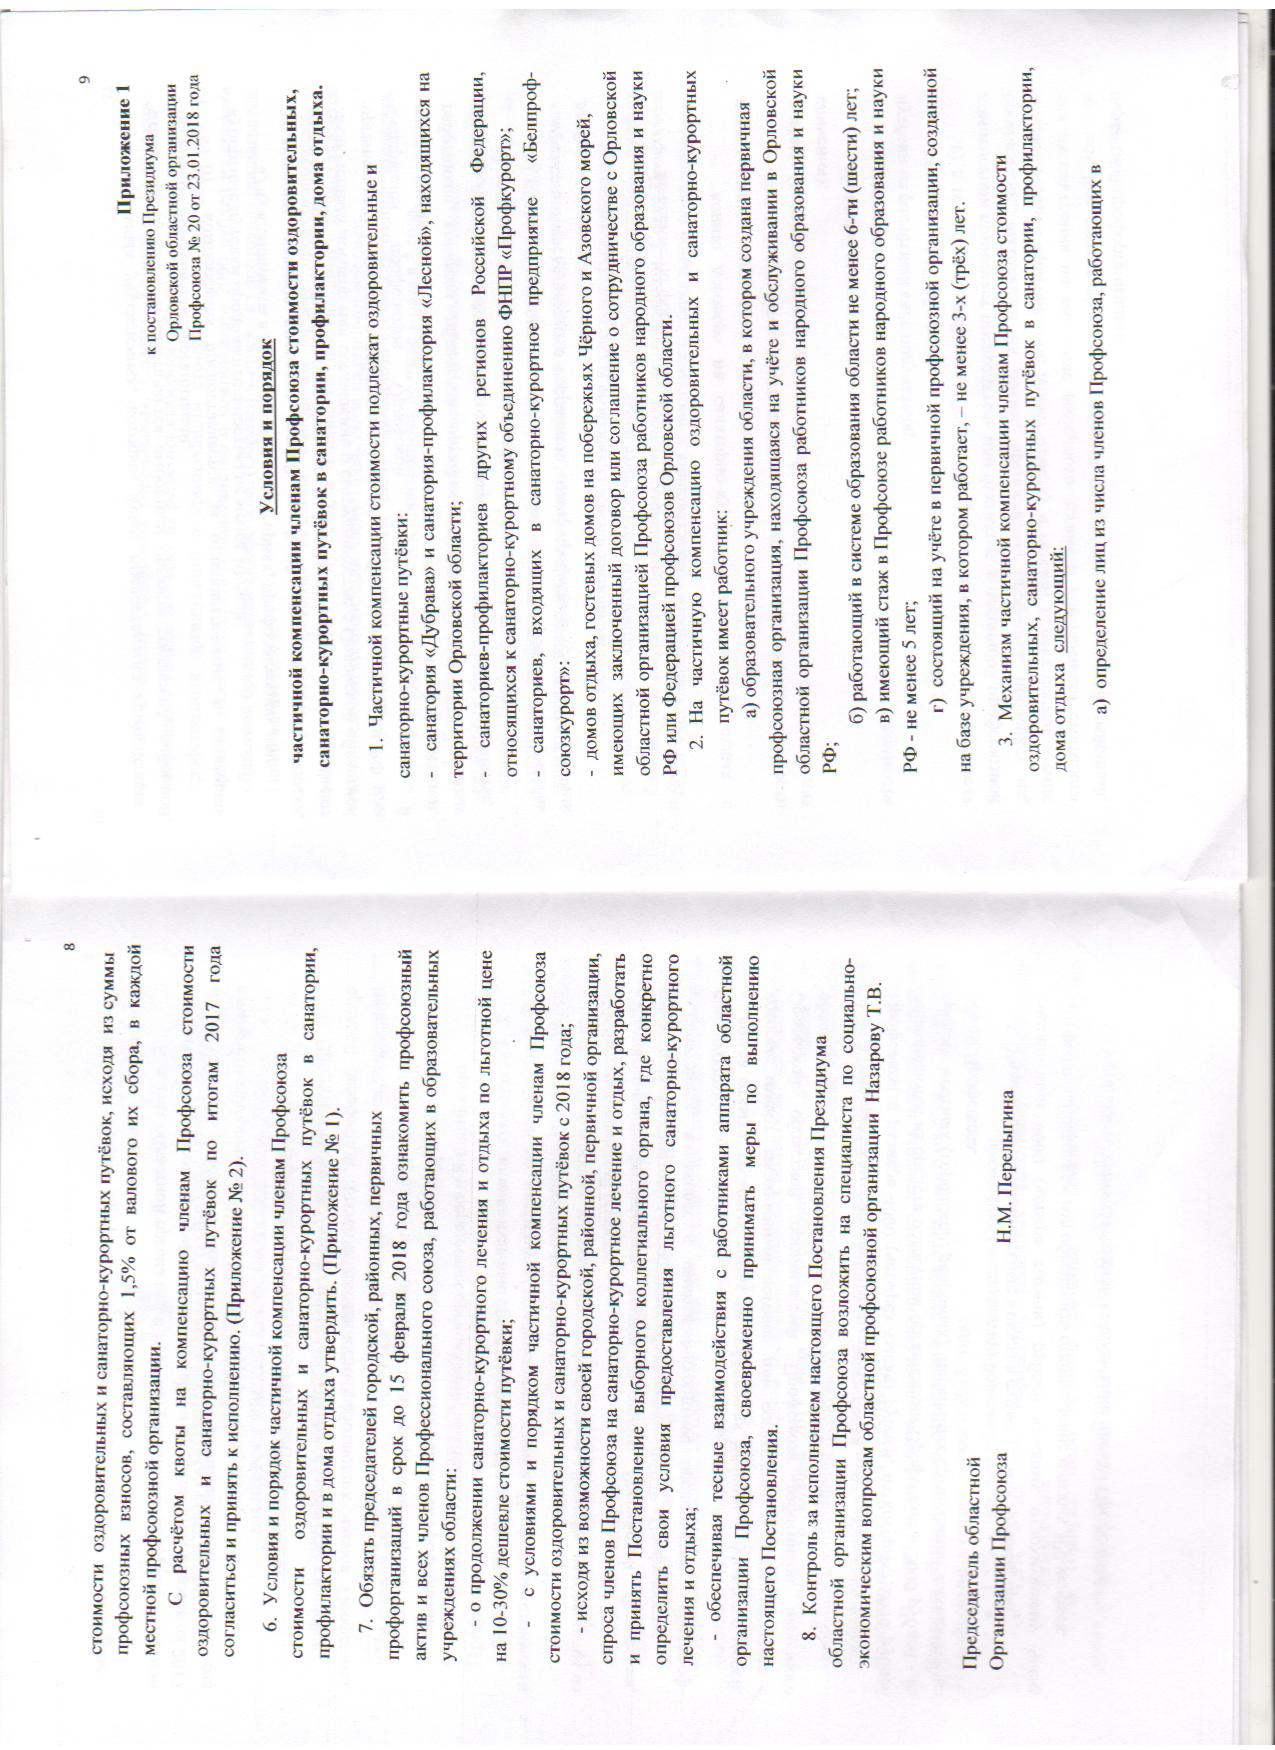 8
стоимости оздоровительных и санаторно-курортных путёвок, исходя из суммы
профсоюзных взносов, составляющих 1,5% от валового их сбора, в каждой
местной профсоюзной организации.
С расчётом квоты на компенсацию членам Профсоюза стоимости
оздоровительных и санаторно-курортных путёвок по итогам 2017 года
согласиться и принять к исполнению. (Приложение № 2).
6. Условия и порядок частичной компенсации членам Профсоюза
стоимости оздоровительных и санаторно-курортных путёвок в санатории,
профилактории и в дома отдыха утвердить. (Приложение № 1).
7. Обязать председателей городской, районных, первичных
профорганизаций в срок до 15 февраля 2018 года ознакомить профсоюзный
актив и всех членов Профессионального союза, работающих в образовательных
учреждениях области:
- о продолжении санаторно-курортного лечения и отдыха по льготной цене
на 10-30% дешевле стоимости путёвки;
- с условиями и порядком частичной компенсации членам Профсоюза
стоимости оздоровительных и санаторно-курортных путёвок с 2018 года;
- исходя из возможности своей городской, районной, первичной организации,
спроса членов Профсоюза на санаторно-курортное лечение и отдых, разработать
и принять Постановление выборного коллегиального органа, где конкретно
определить свои условия предоставления льготного санаторно-курортного
лечения и отдыха;
- обеспечивая тесные взаимодействия с работниками аппарата областной
организации Профсоюза, своевременно принимать меры по выполнению
настоящего Постановления.
8. Контроль за исполнением настоящего Постановления Президиума
областной организации Профсоюза возложить на специалиста по социально-
экономическим вопросам областной профсоюзной организации Назарову Т.В.
Председатель областной
Организации Профсоюза Н.М. Перелыгина
9
Приложение 1
к постановлению Президиума
Орловской областной организации
Профсоюза № 20 от 23.01.2018 года
Условия и порядок
частичной компенсации членам Профсоюза стоимости оздоровительных,
санаторно-курортных путёвок в санатории, профилактории, дома отдыха.
1. Частичной компенсации стоимости подлежат оздоровительные и
санаторно-курортные путёвки:
- санатория «Дубрава» и санатория-профилактория «Лесной», находящихся на
территории Орловской области;
- санаториев-профилакториев других регионов Российской Федерации,
относящихся к санаторно-курортному объединению ФНПР «Профкурорт»;
- санаториев, входящих в санаторно-курортное предприятие «Белпроф-
союзкурорт»:
- домов отдыха, гостевых домов на побережьях Чёрного и Азовского морей,
имеющих заключенный договор или соглашение о сотрудничестве с Орловской
областной организацией Профсоюза работников народного образования и науки
РФ или Федерацией профсоюзов Орловской области.
2. На частичную компенсацию оздоровительных и санаторно-курортных
путёвок имеет работник:
а) образовательного учреждения области, в котором создана первичная
профсоюзная организация, находящаяся на учёте и обслуживании в Орловской
областной организации Профсоюза работников народного образования и науки
РФ;
б) работающий в системе образования области не менее 6-ти (шести) лет;
в) имеющий стаж в Профсоюзе работников народного образования и науки
РФ - не менее 5 лет;
г) состоящий на учёте в первичной профсоюзной организации, созданной
на базе учреждения, в котором работает, – не менее 3-х (трёх) лет.
3. Механизм частичной компенсации членам Профсоюза стоимости
оздоровительных, санаторно-курортных путёвок в санатории, профилактории,
дома отдыха следующий:
а) определение лиц из числа членов Профсоюза, работающих в